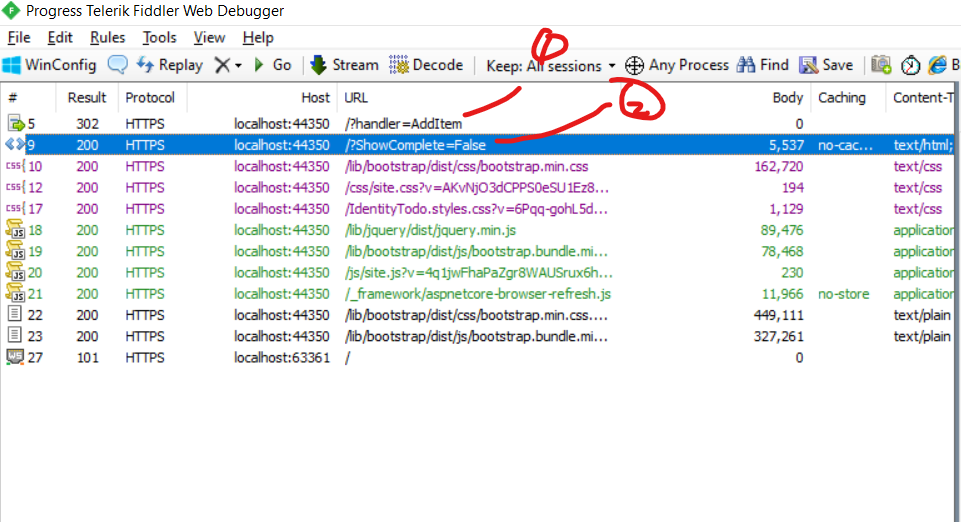 Progress Telerik Fiddler Web Debugger
File Edit Rules Tools View Help
WinConfig Replay Go Stream Decode Keep: All sessions Any Process Find Save B
# Result Protocol Host URL Body Caching Content-T
5 302 HTTPS localhost:44350 /?handler=AddItem 0
9 200 HTTPS localhost:44350 /?ShowComplete=False 5,537 no-cac... text/html;
10 200 HTTPS localhost:44350 /lib/bootstrap/dist/css/bootstrap.min.css 162,720 text/css
12 200 HTTPS localhost:44350 /css/site.css?v=AKvNjO3dCPPS0eSU1Ez8... 194 text/css
17 200 HTTPS localhost:44350 /IdentityTodo.styles.css?v=6Pqq-gohL5d... 1,129 text/css
18 200 HTTPS localhost:44350 /lib/jquery/dist/jquery.min.js 89,476 application
19 200 HTTPS localhost:44350 /lib/bootstrap/dist/js/bootstrap.bundle.mi... 78,468 application
20 200 HTTPS localhost:44350 /js/site.js?v=4q1jwFhaPaZgr8WAUSrux6h... 230 application
21 200 HTTPS localhost:44350 /_framework/aspnetcore-browser-refresh.js 11,966 no-store application
22 200 HTTPS localhost:44350 /lib/bootstrap/dist/css/bootstrap.min.css.... 449,111 text/plain
23 200 HTTPS localhost:44350 /lib/bootstrap/dist/js/bootstrap.bundle.mi... 327,261 text/plain
27 101 HTTPS localhost:63361 / 0
1
2